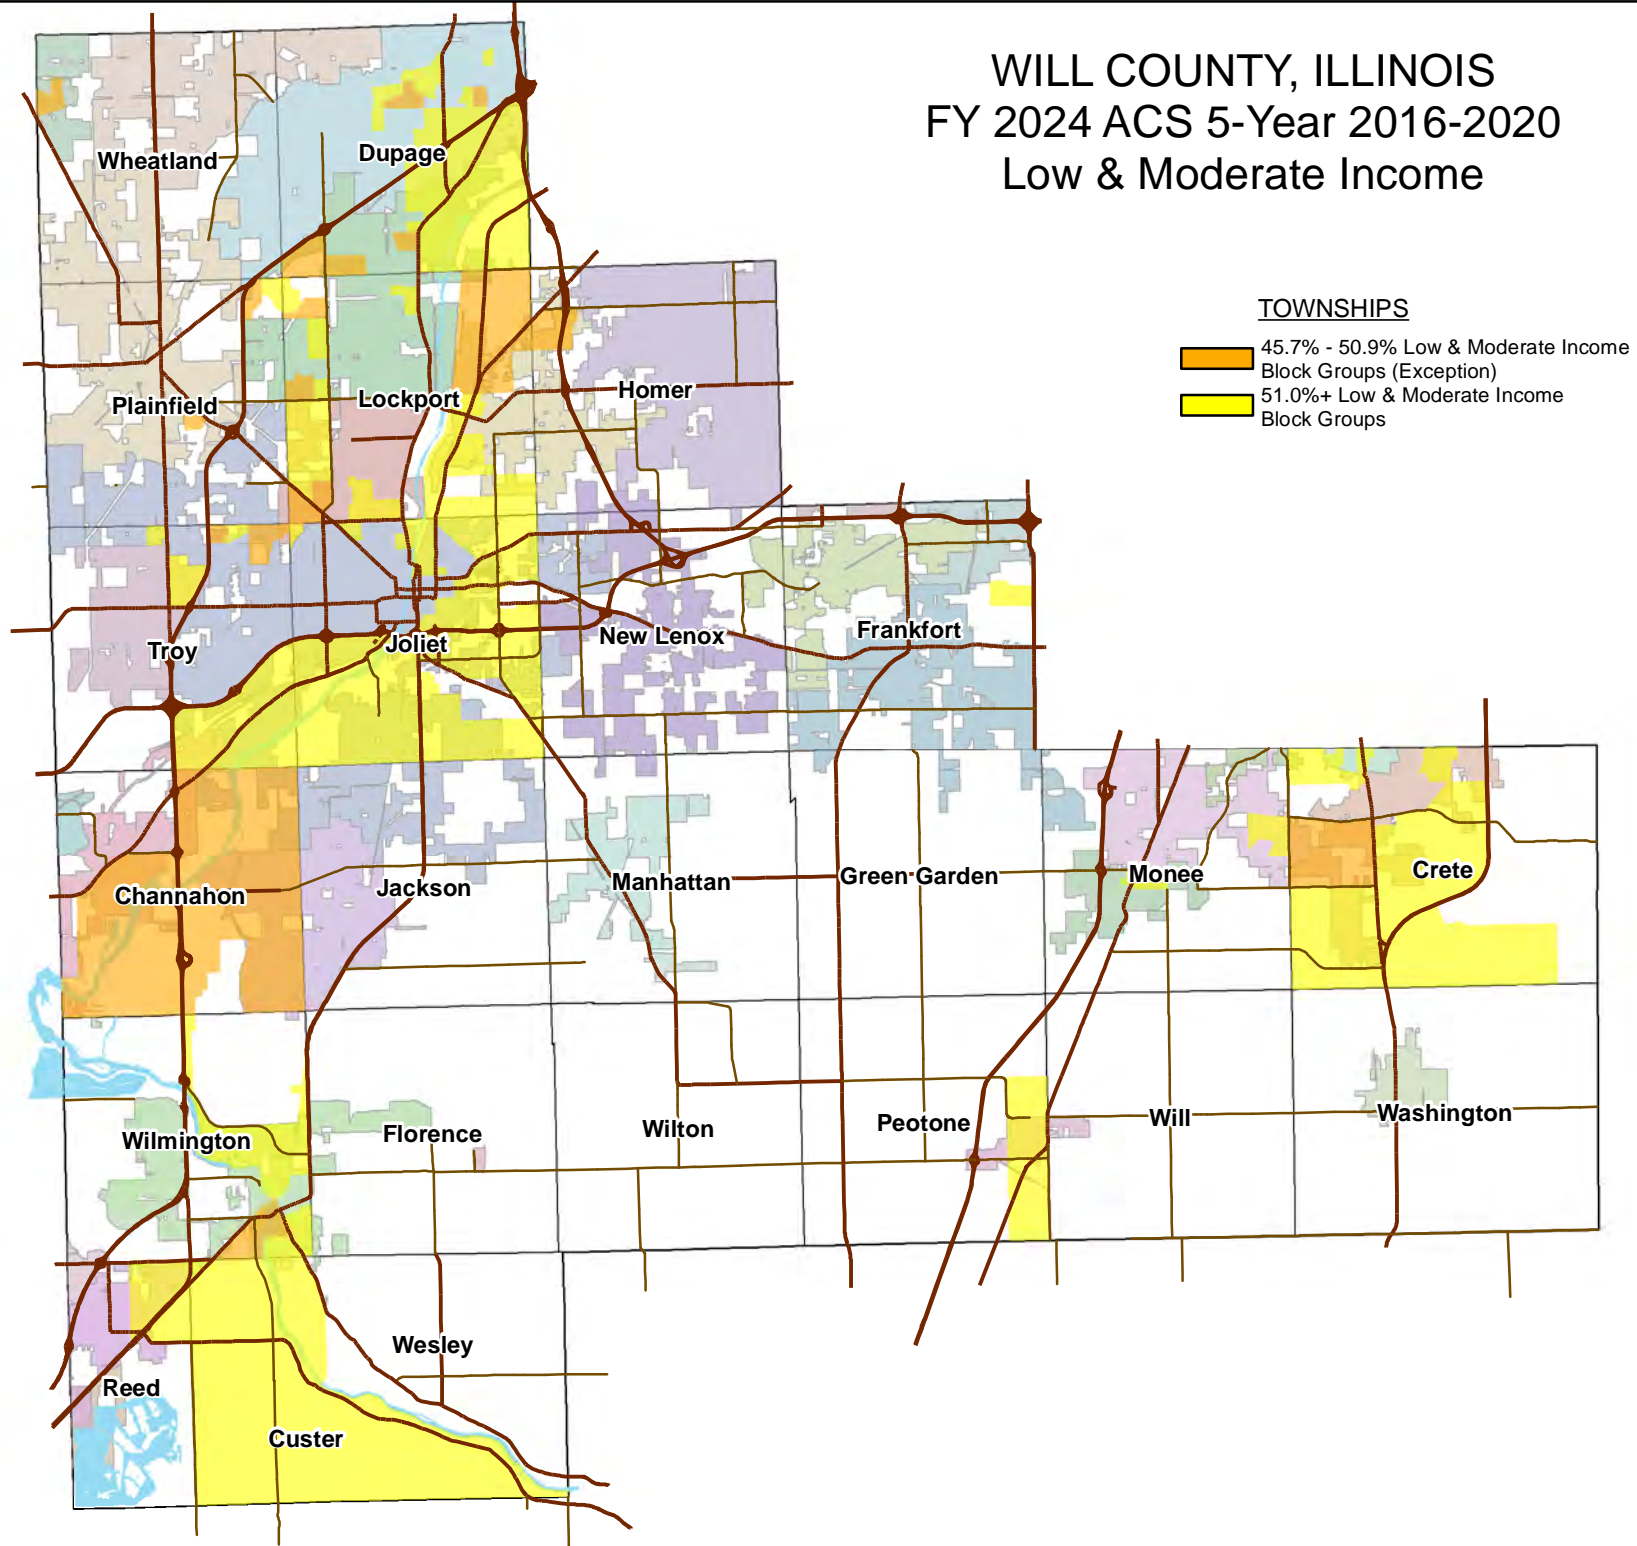 WILL COUNTY, ILLINOIS
FY 2024 ACS 5-Year 2016-2020
Low & Moderate Income
TOWNSHIPS
45.7% - 50.9% Low & Moderate Income
Block Groups (Exception)
51.0%+ Low & Moderate Income
Block Groups
Wheatland
Dupage
Plainfield
Lockport
Homer
Troy
Joliet
New Lenox
Frankfort
Channahon
Jackson
Manhattan
Green Garden
Monee
Crete
Wilmington
Florence
Wilton
Peotone
Will
Washington
Wesley
Reed
Custer